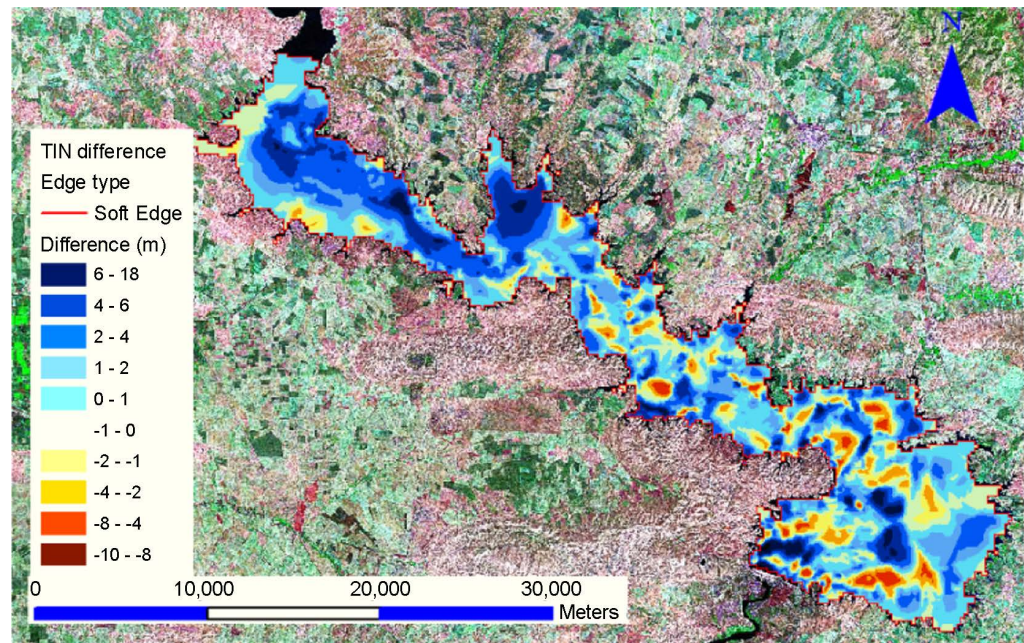 N
TIN difference
Edge type
Soft Edge
Difference (m)
6 - 18
4 - 6
2 - 4
1 - 2
0 - 1
-1 - 0
-2 - -1
-4 - -2
-8 - -4
-10 - -8
0 10,000 20,000 30,000
Meters